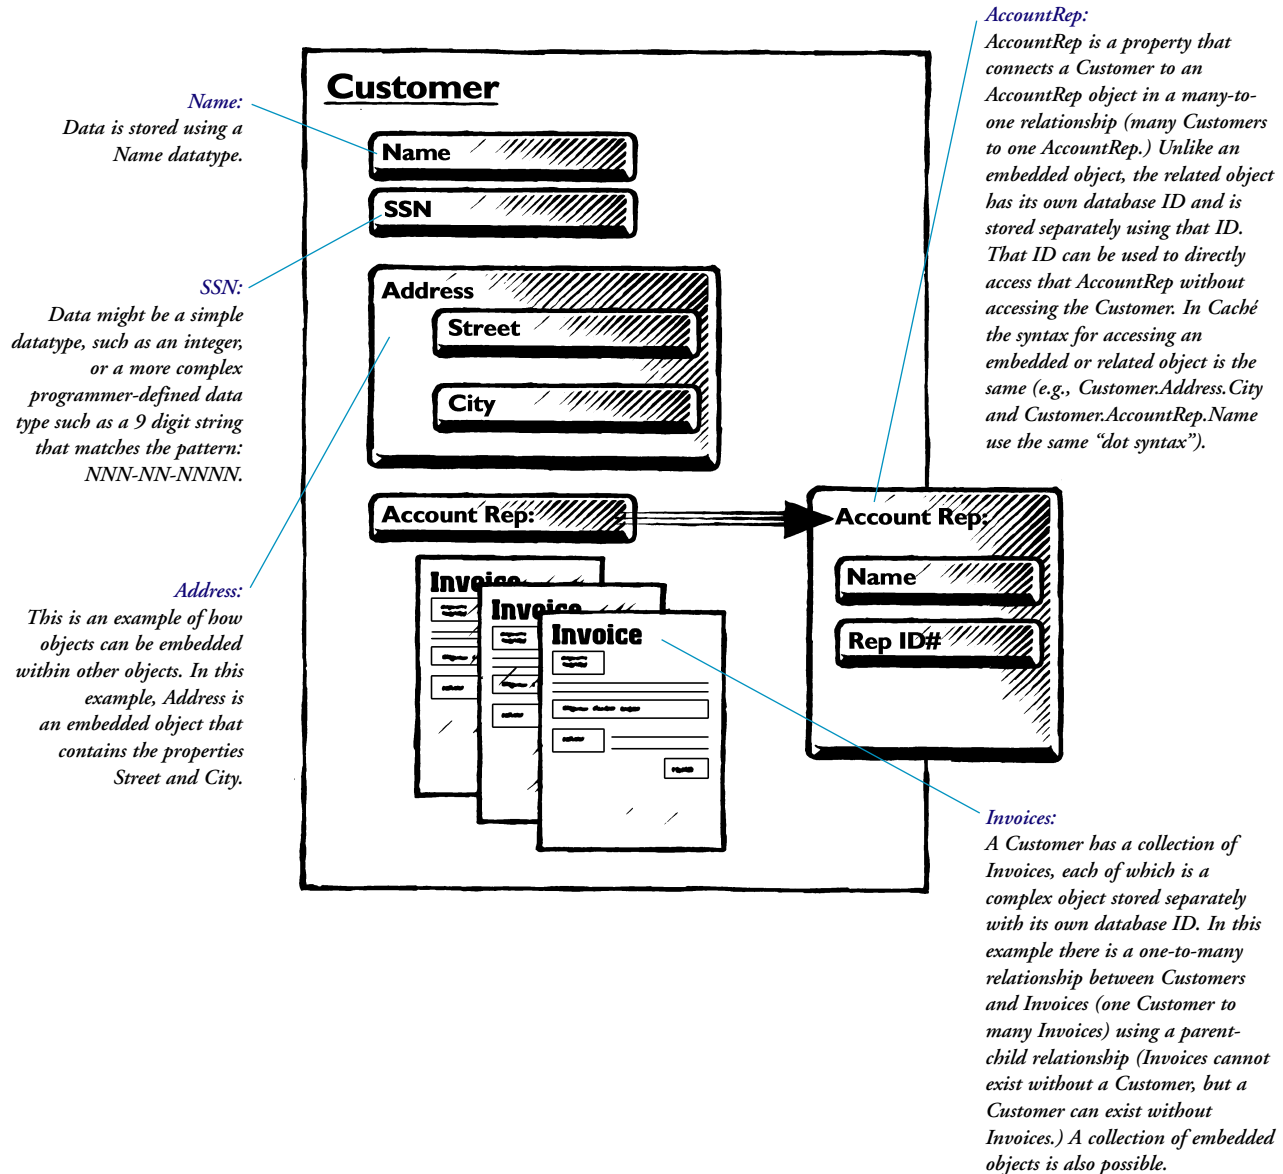 Name:
Data is stored using a
Name datatype.
SSN:
Data might be a simple
datatype, such as an integer,
or a more complex
programmer-defined data
type such as a 9 digit string
that matches the pattern:
NNN-NN-NNNN.
Address:
This is an example of how
objects can be embedded
within other objects. In this
example, Address is
an embedded object that
contains the properties
Street and City.
Customer
Name
SSN
Address
Street
City
Account Rep:
Invoice
Invoice
Invoice
Account Rep:
Name
Rep ID#
AccountRep:
AccountRep is a property that
connects a Customer to an
AccountRep object in a many-to-
one relationship (many Customers
to one AccountRep.) Unlike an
embedded object, the related object
has its own database ID and is
stored separately using that ID.
That ID can be used to directly
access that AccountRep without
accessing the Customer. In Caché
the syntax for accessing an
embedded or related object is the
same (e.g., Customer.Address.City
and Customer.AccountRep.Name
use the same “dot syntax”).
Invoices:
A Customer has a collection of
Invoices, each of which is a
complex object stored separately
with its own database ID. In this
example there is a one-to-many
relationship between Customers
and Invoices (one Customer to
many Invoices) using a parent-
child relationship (Invoices cannot
exist without a Customer, but a
Customer can exist without
Invoices.) A collection of embedded
objects is also possible.